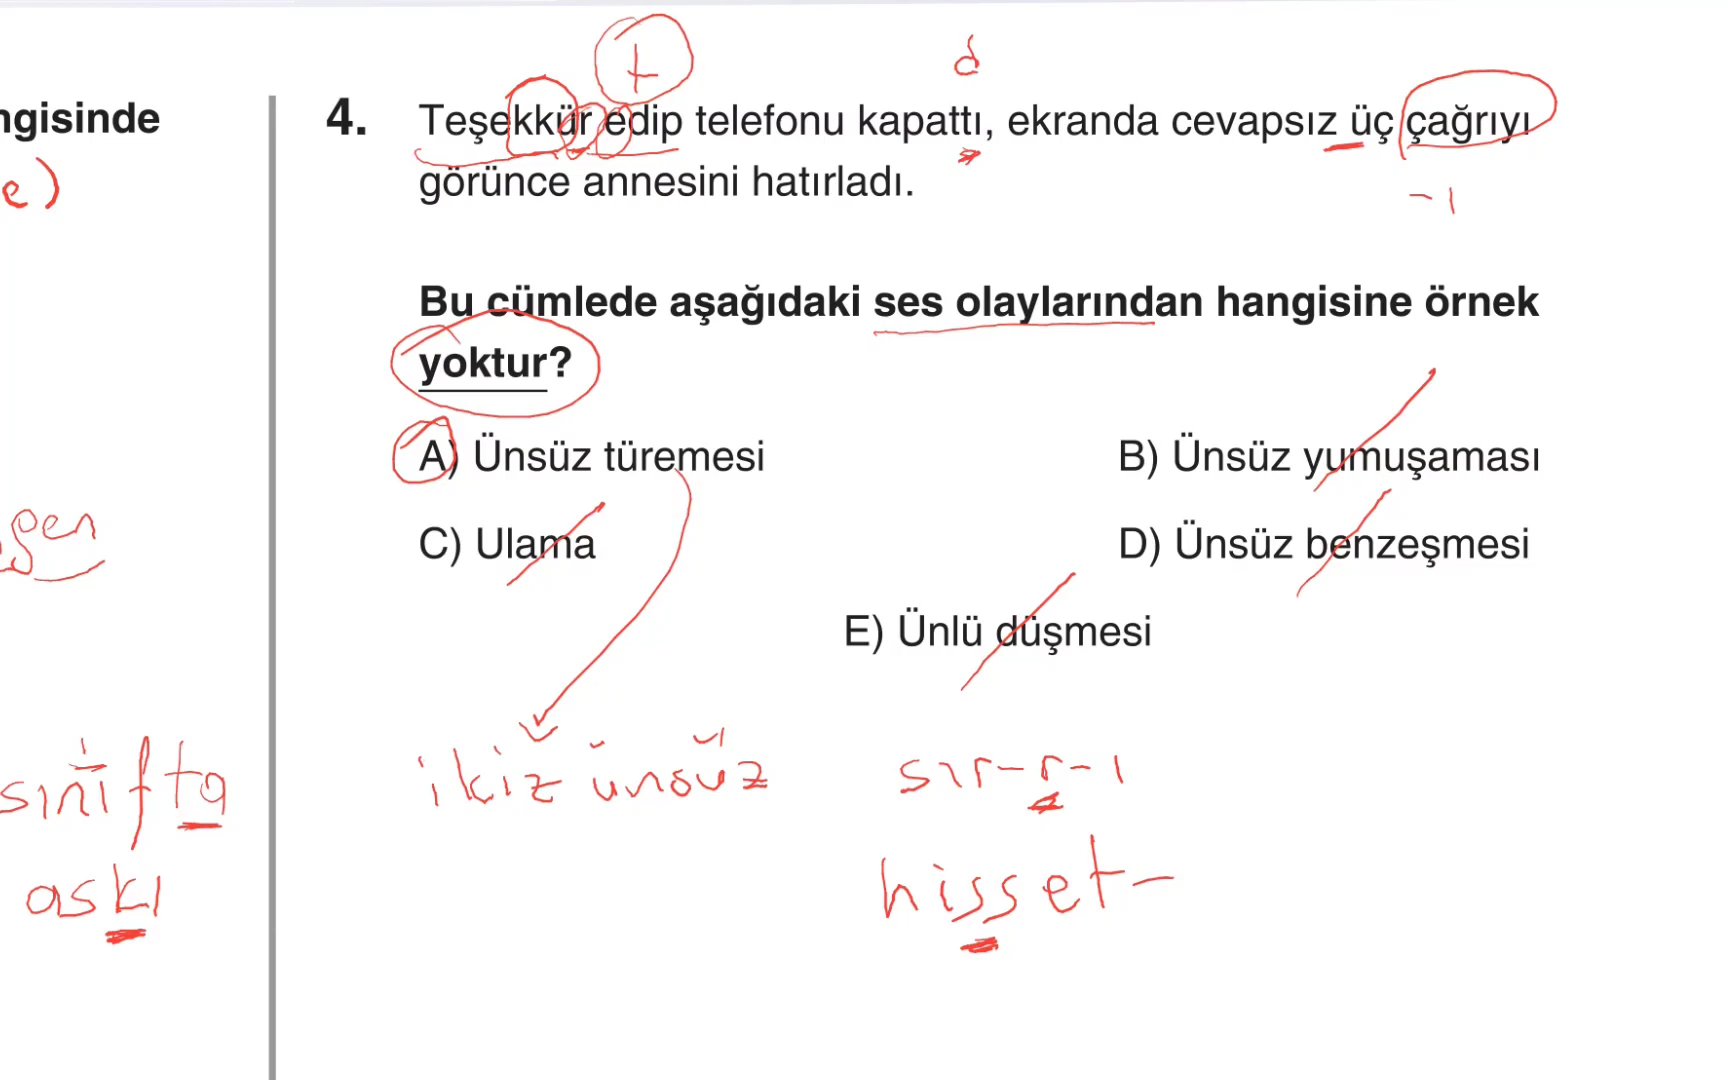 ngisinde
e)
şen
sınıfta
askı
t
d
4. Teşekkür edip telefonu kapattı, ekranda cevapsız üç çağrıyı
görünce annesini hatırladı.
-ı
Bu cümlede aşağıdaki ses olaylarından hangisine örnek
yoktur?
A) Ünsüz türemesi B) Ünsüz yumuşaması
C) Ulama D) Ünsüz benzeşmesi
E) Ünlü düşmesi
ikiz ünsüz sır-r-ı
hisset-